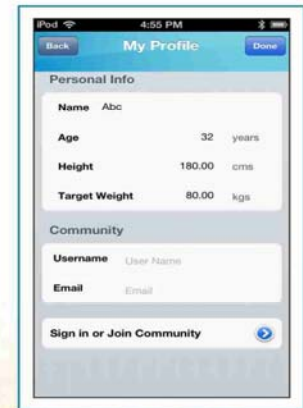 iPod 4:55 PM
Back My Profile Done
Personal Info
Name Abc
Age 32 years
Height 180.00 cms
Target Weight 80.00 kgs
Community
Username User Name
Email Email
Sign in or Join Community